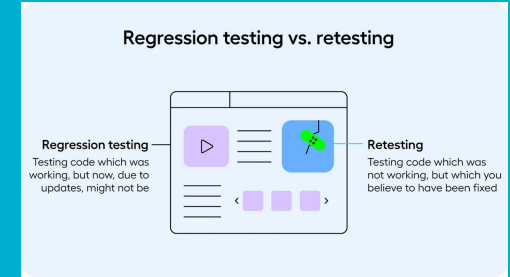 Regression testing vs. retesting
Regression testing
Testing code which was
working, but now, due to
updates, might not be
Retesting
Testing code which was
not working, but which you
believe to have been fixed